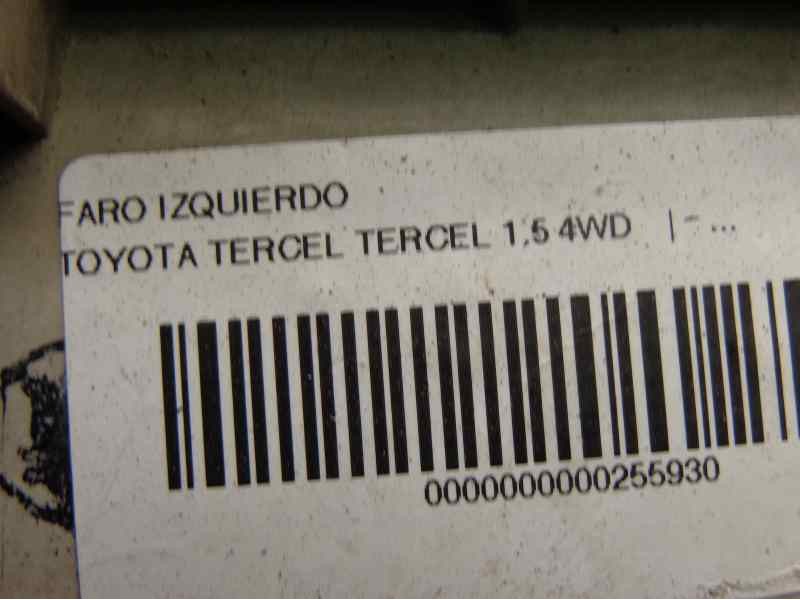 FARO IZQUIERDO
TOYOTA TERCEL TERCEL 1.5 4WD | - ...
0000000000255930